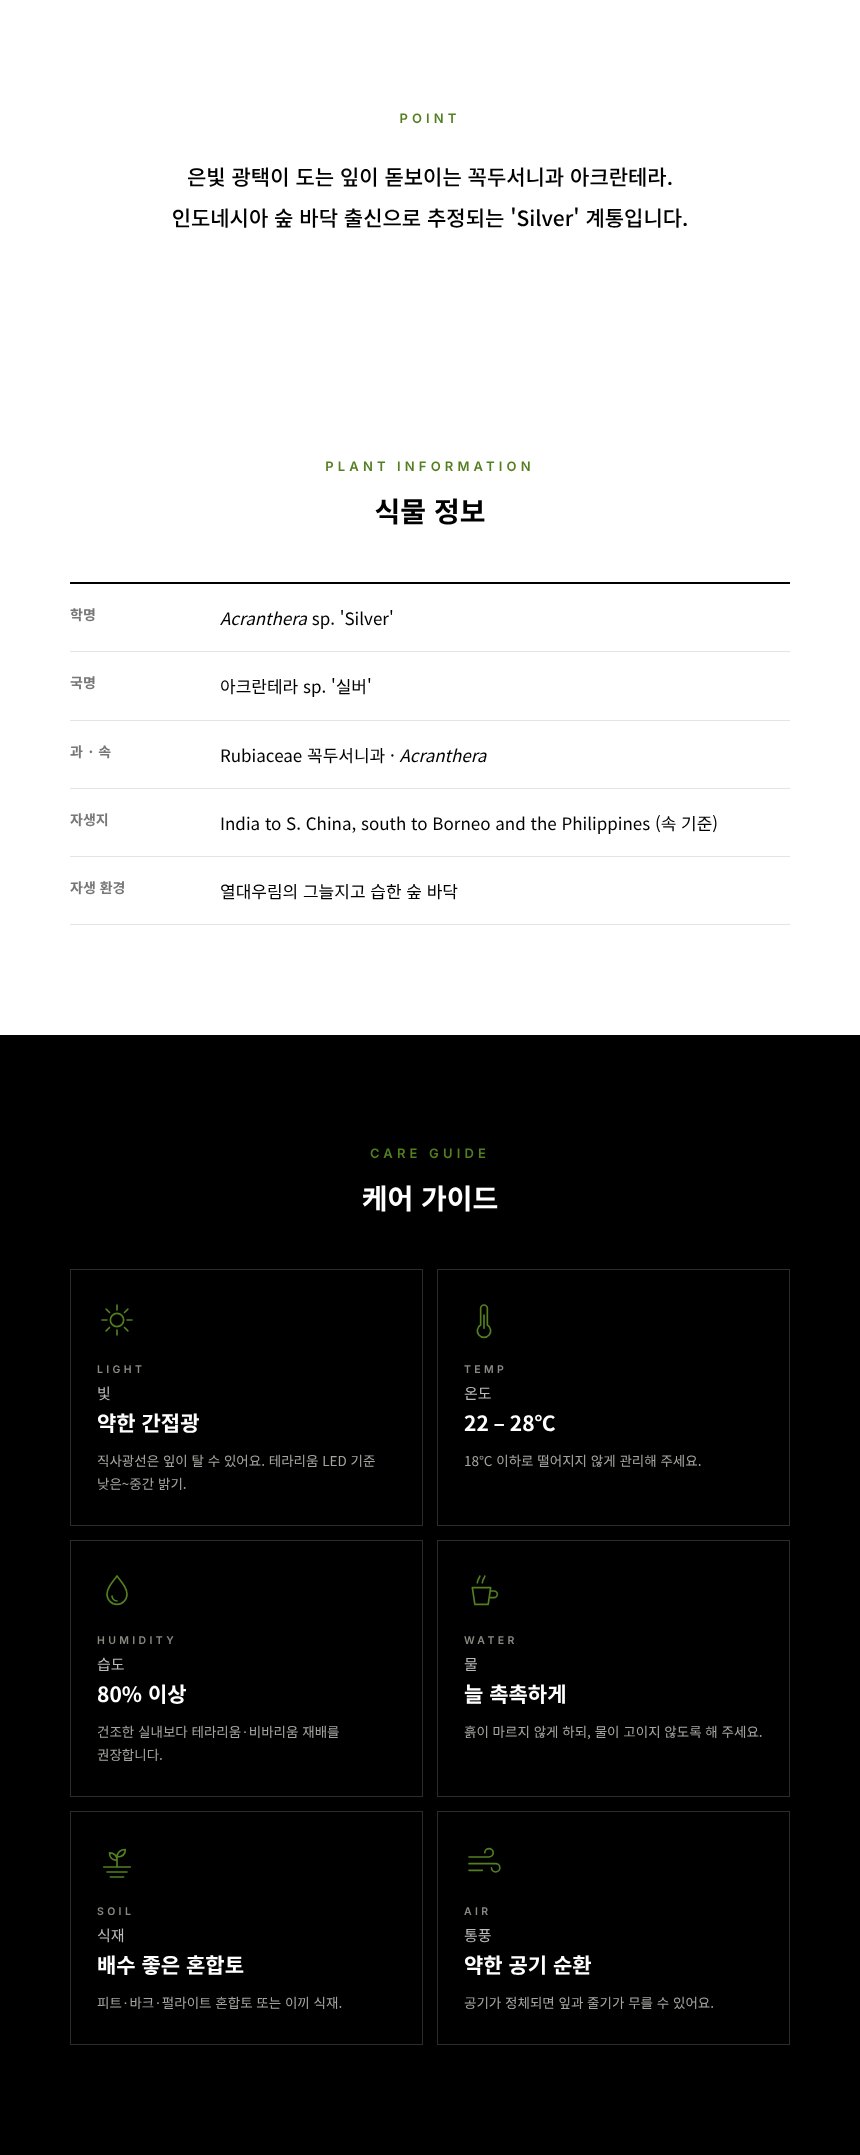 POINT
은빛 광택이 도는 잎이 돋보이는 꼭두서니과 아크란테라.
인도네시아 숲 바닥 출신으로 추정되는 'Silver' 계통입니다.
PLANT INFORMATION
식물 정보
학명
Acranthera sp. 'Silver'
국명
아크란테라 sp. '실버'
과 · 속
Rubiaceae 꼭두서니과 · Acranthera
자생지
India to S. China, south to Borneo and the Philippines (속 기준)
자생 환경
열대우림의 그늘지고 습한 숲 바닥
CARE GUIDE
케어 가이드
LIGHT
빛
약한 간접광
직사광선은 잎이 탈 수 있어요. 테라리움 LED 기준
낮은~중간 밝기.
TEMP
온도
22 – 28℃
18℃ 이하로 떨어지지 않게 관리해 주세요.
HUMIDITY
습도
80% 이상
건조한 실내보다 테라리움·비바리움 재배를
권장합니다.
WATER
물
늘 촉촉하게
흙이 마르지 않게 하되, 물이 고이지 않도록 해 주세요.
SOIL
식재
배수 좋은 혼합토
피트·바크·펄라이트 혼합토 또는 이끼 식재.
AIR
통풍
약한 공기 순환
공기가 정체되면 잎과 줄기가 무를 수 있어요.